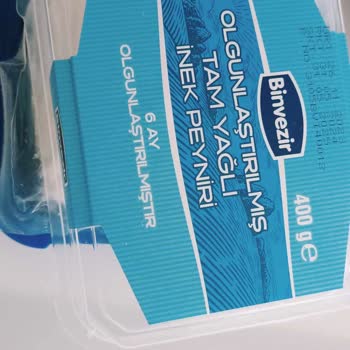 Binvezir
OLGUNLAŞTIRILMIŞ
TAM YAĞLI
İNEK PEYNİRİ
6 AY
OLGUNLAŞTIRILMIŞTIR
400 g e